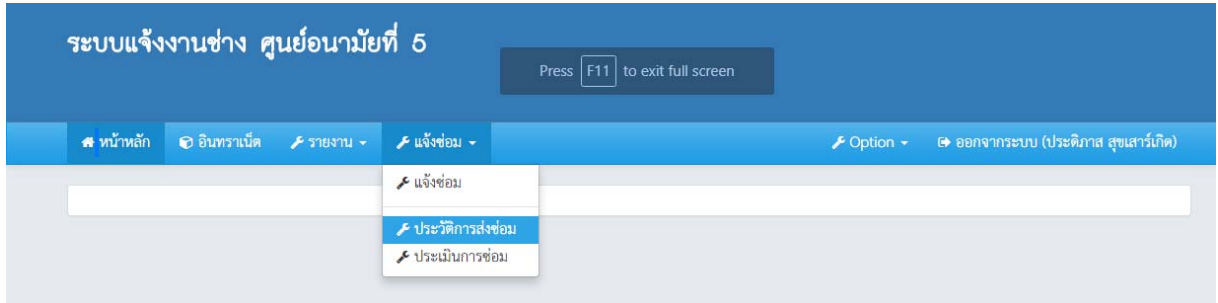 ระบบแจ้งงานช่าง ศูนย์อนามัยที่ 5
Press F11 to exit full screen
หน้าหลัก อินทราเน็ต รายงาน แจ้งซ่อม Option ออกจากระบบ (ประดิภาส สุขเสาร์เกิด)
แจ้งซ่อม
ประวัติการส่งซ่อม
ประเมินการซ่อม